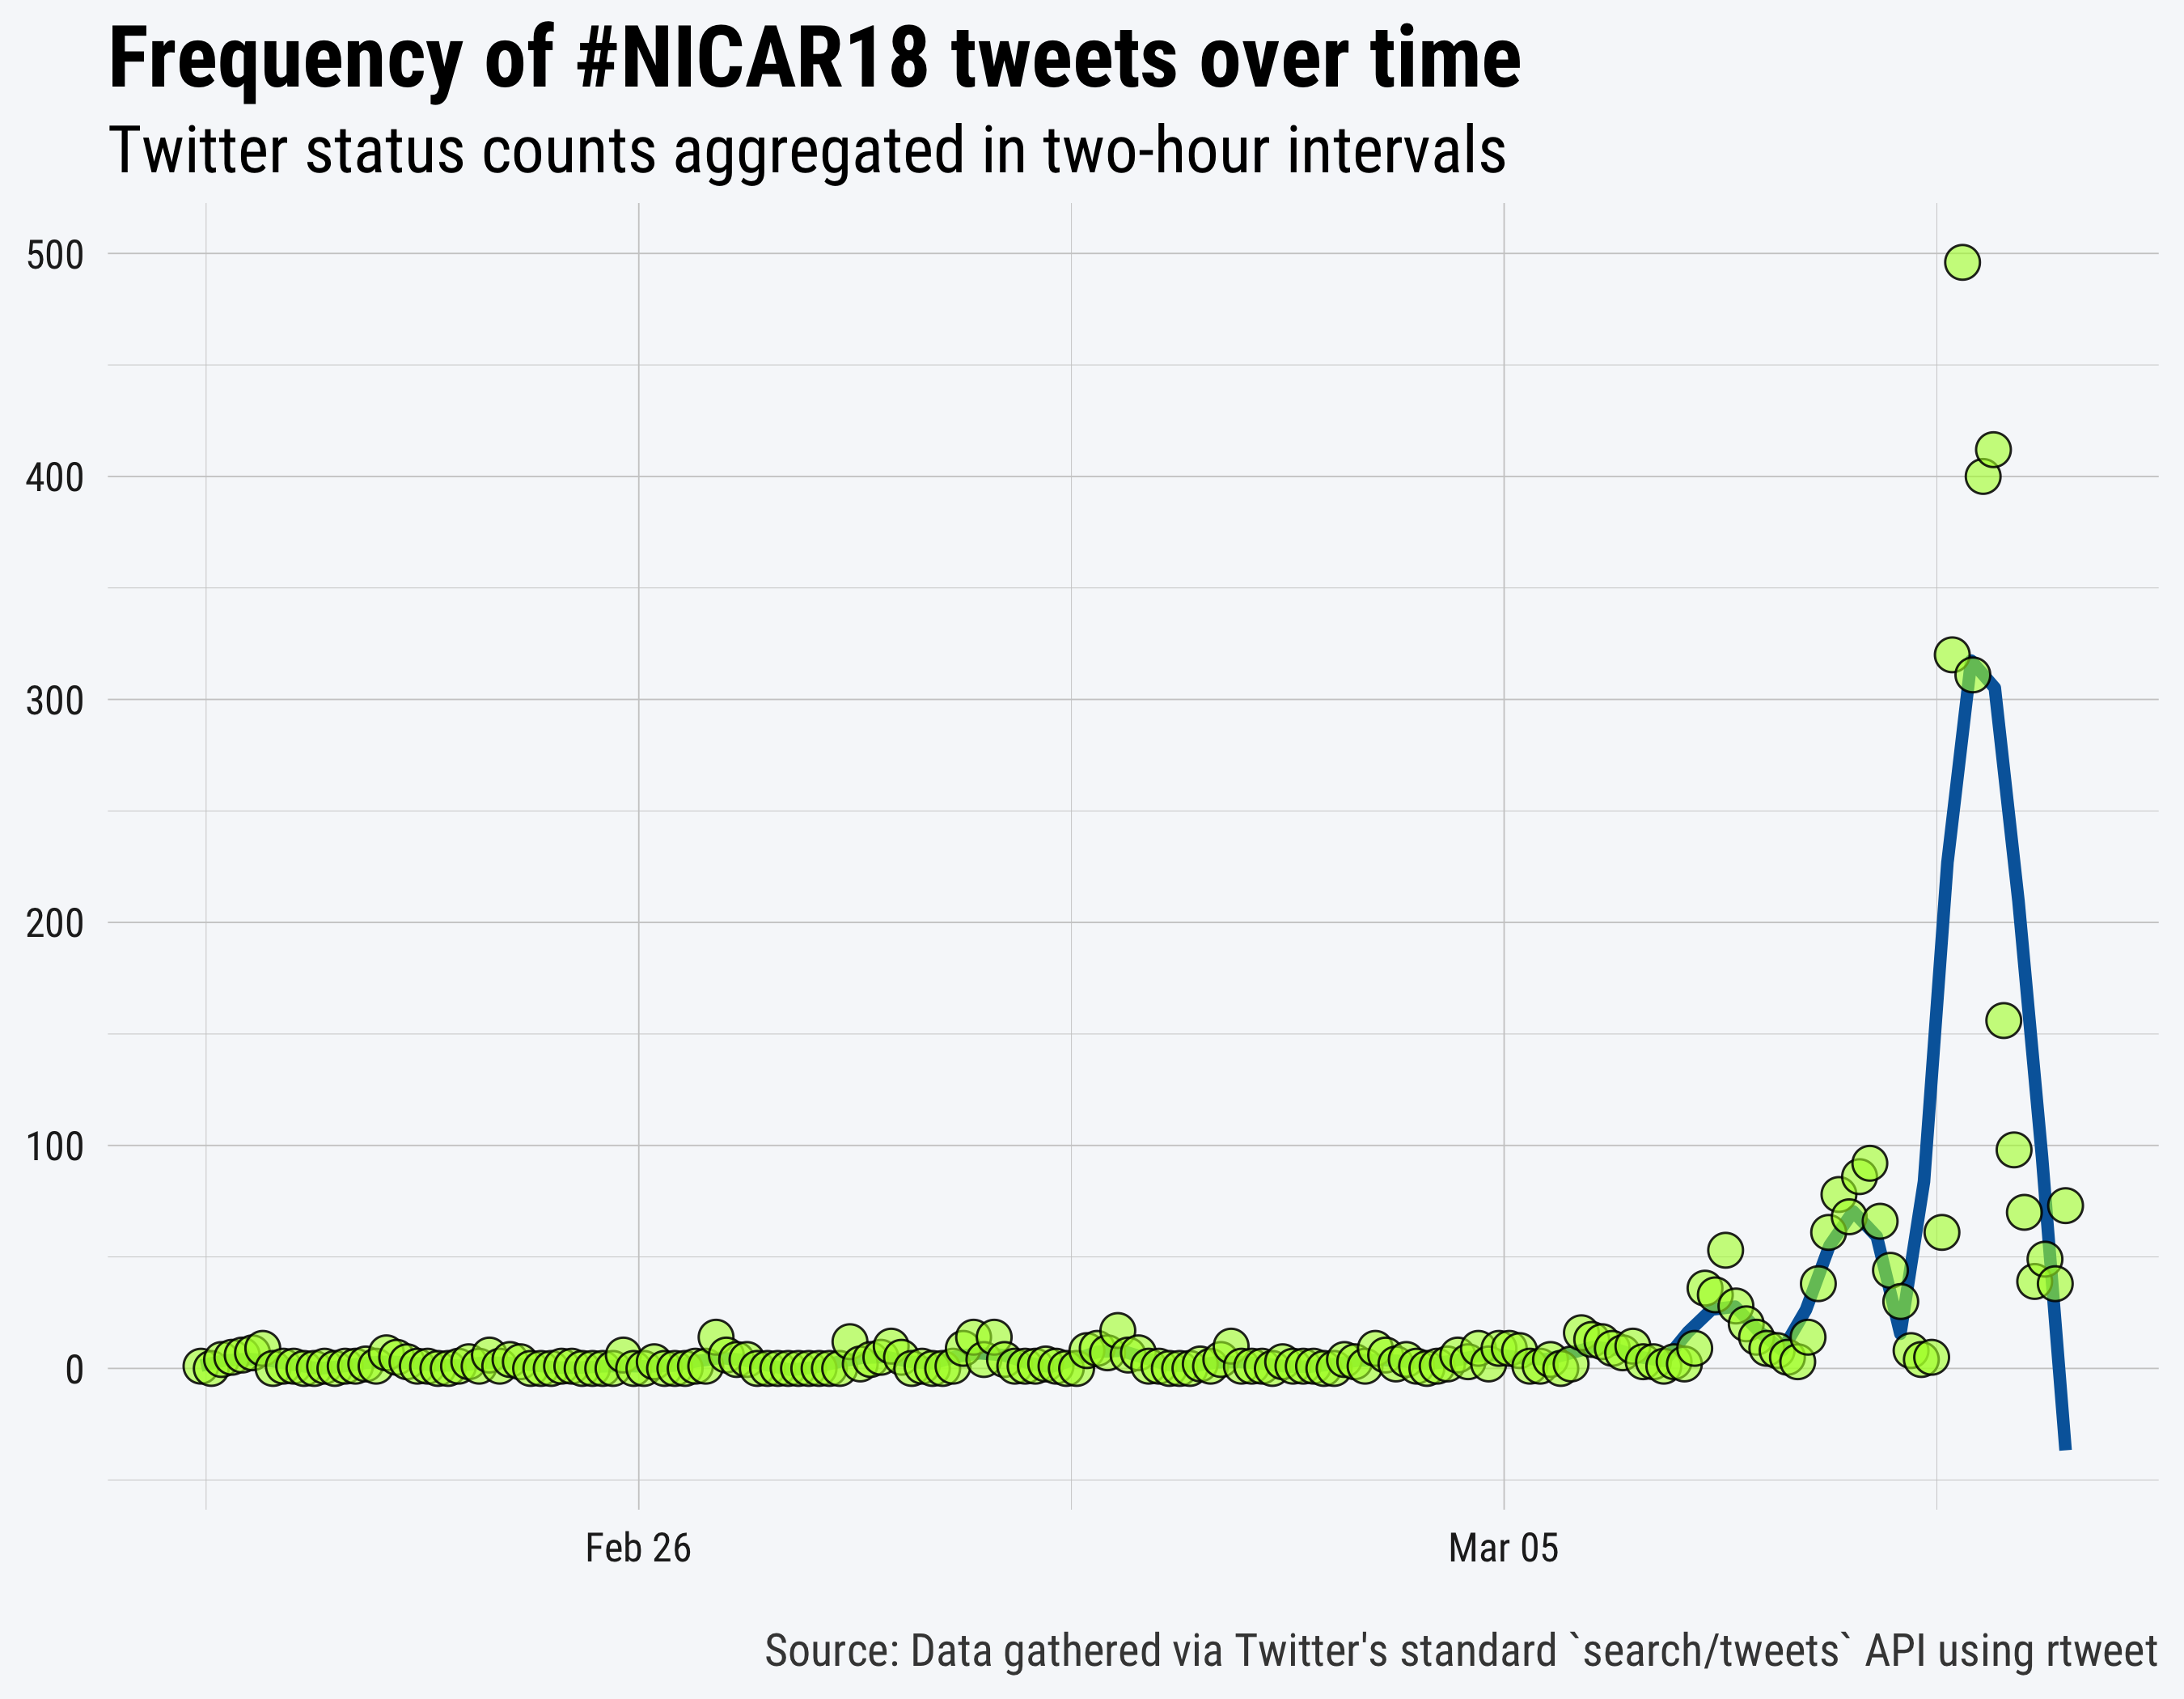 Frequency of #NICAR18 tweets over time
Twitter status counts aggregated in two-hour intervals
500
400
300
200
100
0
Feb 26 Mar 05
Source: Data gathered via Twitter's standard `search/tweets` API using rtweet